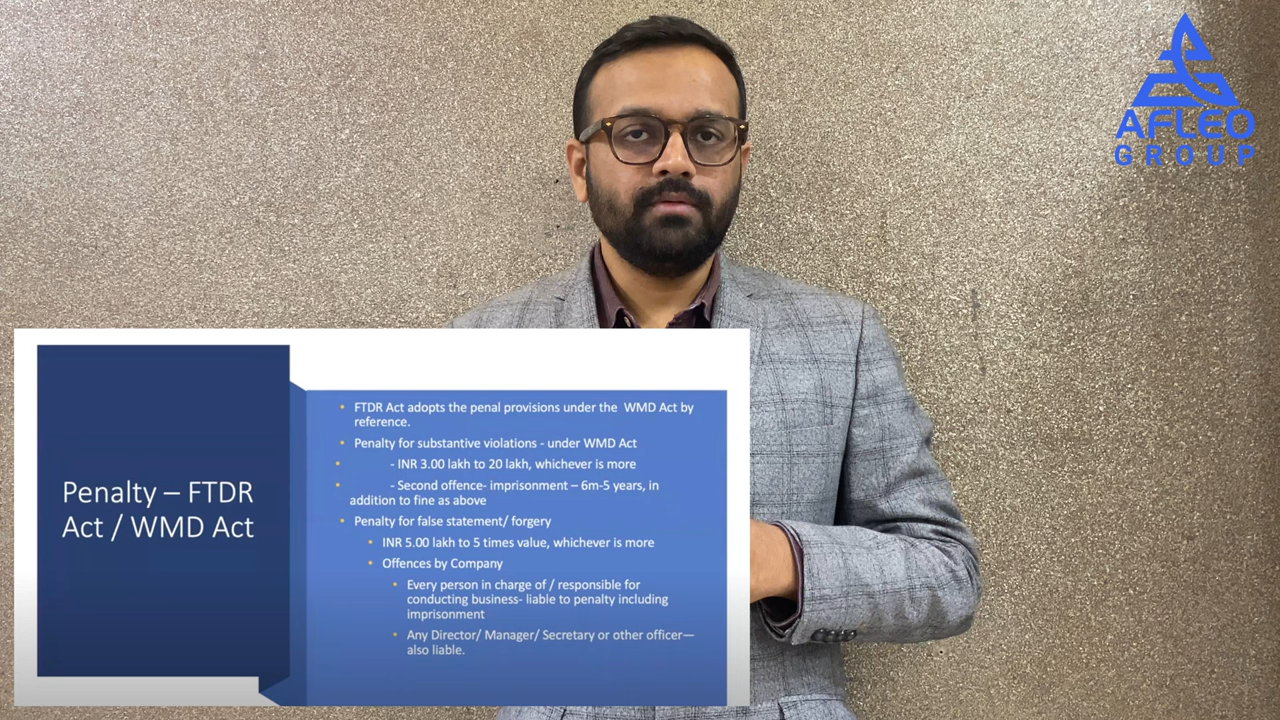 AFLEO
GROUP
Penalty – FTDR
Act / WMD Act
• FTDR Act adopts the penal provisions under the WMD Act by
reference.
• Penalty for substantive violations - under WMD Act
• - INR 3.00 lakh to 20 lakh, whichever is more
• - Second offence- imprisonment – 6m-5 years, in
addition to fine as above
• Penalty for false statement/ forgery
• INR 5.00 lakh to 5 times value, whichever is more
• Offences by Company
• Every person in charge of / responsible for
conducting business- liable to penalty including
imprisonment
• Any Director/ Manager/ Secretary or other officer—
also liable.